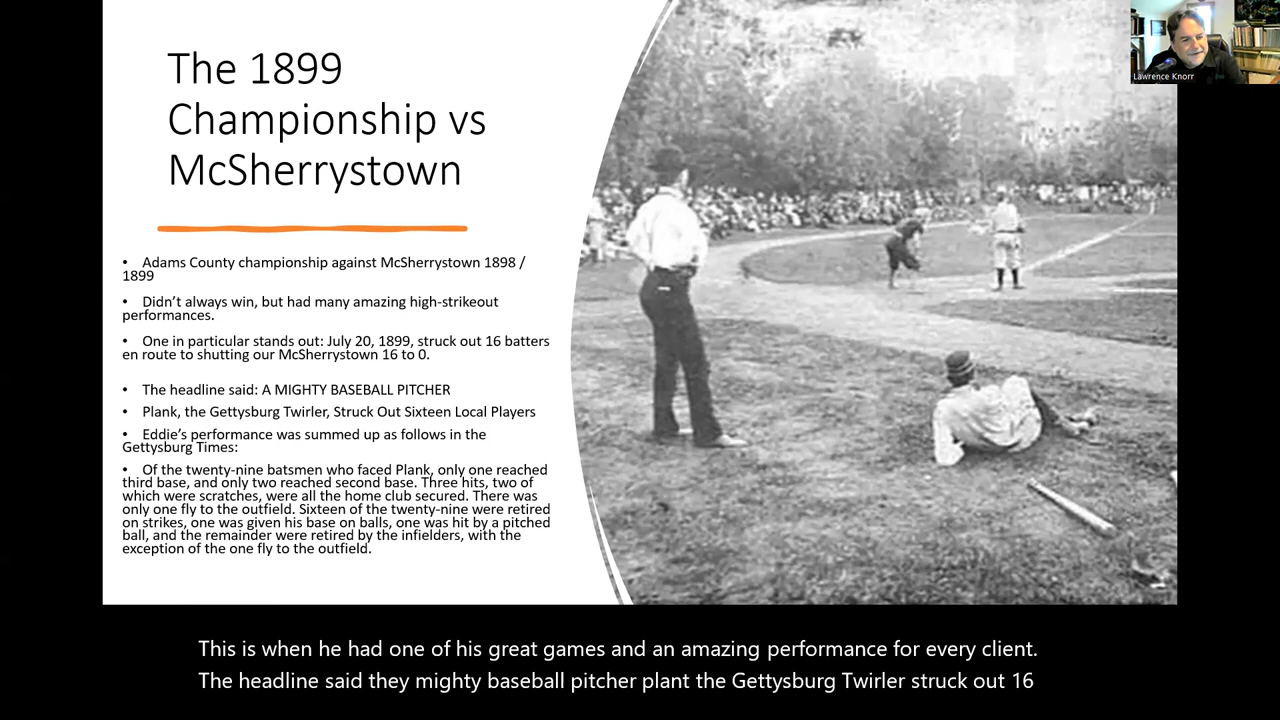 The 1899
Championship vs
McSherrystown
• Adams County championship against McSherrystown 1898 /
1899
• Didn’t always win, but had many amazing high-strikeout
performances.
• One in particular stands out: July 20, 1899, struck out 16 batters
en route to shutting our McSherrystown 16 to 0.
• The headline said: A MIGHTY BASEBALL PITCHER
• Plank, the Gettysburg Twirler, Struck Out Sixteen Local Players
• Eddie’s performance was summed up as follows in the
Gettysburg Times:
• Of the twenty-nine batsmen who faced Plank, only one reached
third base, and only two reached second base. Three hits, two of
which were scratches, were all the home club secured. There was
only one fly to the outfield. Sixteen of the twenty-nine were retired
on strikes, one was given his base on balls, one was hit by a pitched
ball, and the remainder were retired by the infielders, with the
exception of the one fly to the outfield.
Lawrence Knorr
This is when he had one of his great games and an amazing performance for every client.
The headline said they mighty baseball pitcher plant the Gettysburg Twirler struck out 16